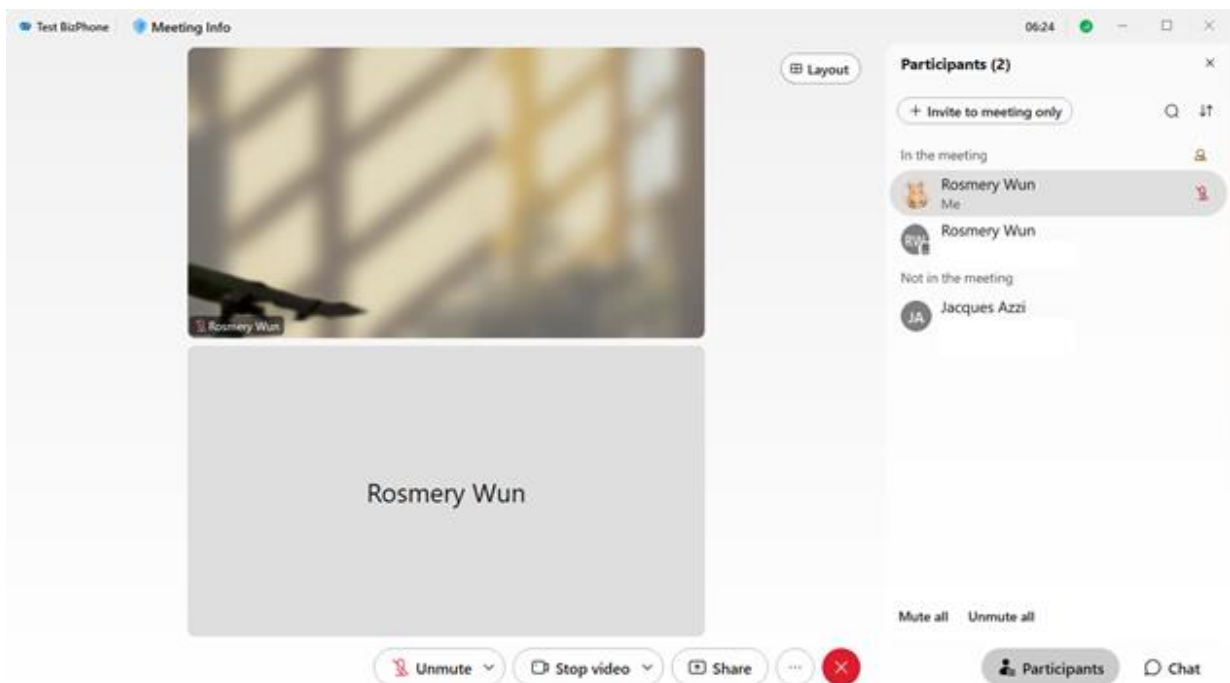 Test BizPhone
Meeting Info
06:24
Layout
Rosmery Wun
Rosmery Wun
Participants (2)
+ Invite to meeting only
In the meeting
Rosmery Wun
Me
RW
Rosmery Wun
Not in the meeting
JA
Jacques Azzi
Mute all Unmute all
Unmute
Stop video
Share
Participants
Chat